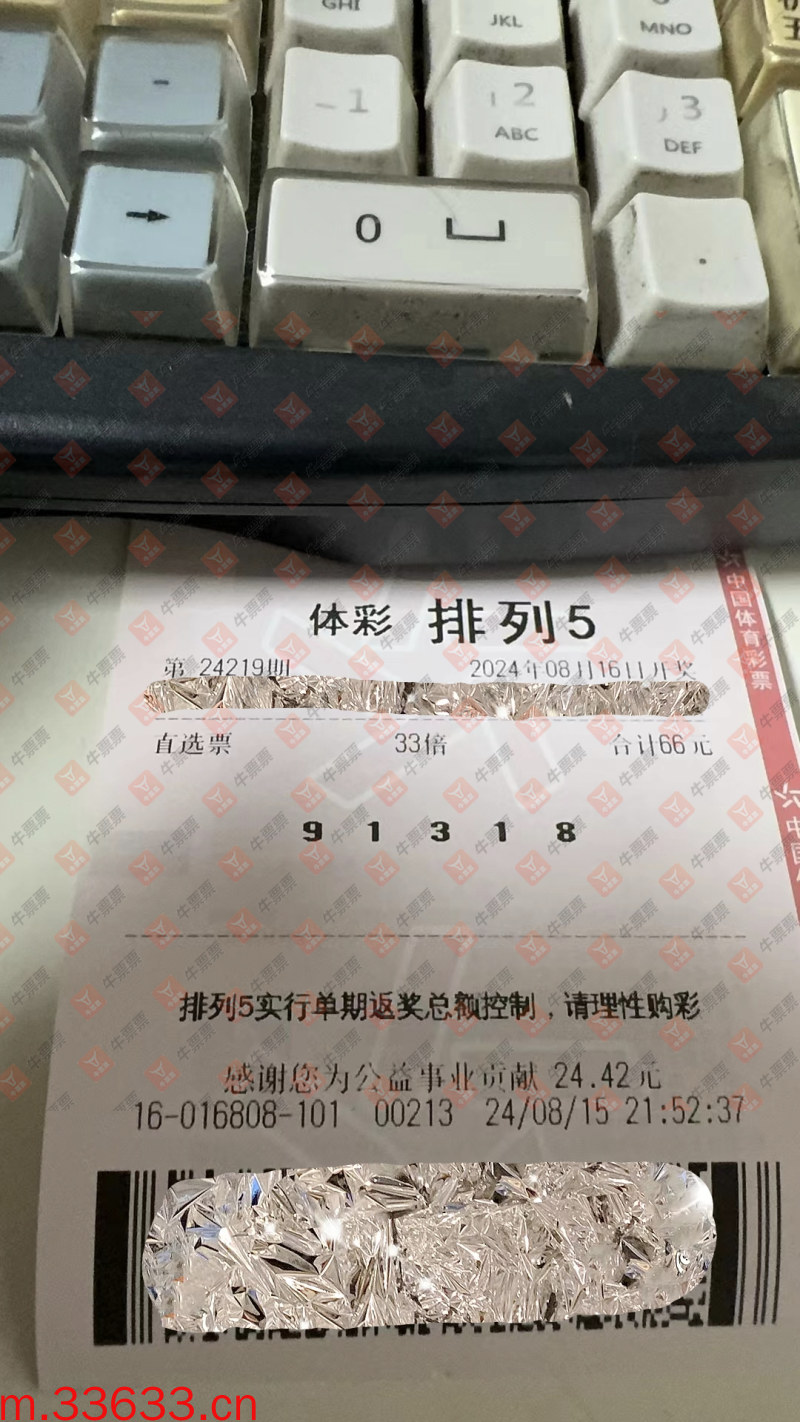 GHI
JKL
MNO
-
1
2
ABC
3
DEF
0
.
体彩 排列5
第 24219期 2024年08月16日开奖
直选票 33倍 合计66元
9 1 3 1 8
排列5实行单期返奖总额控制，请理性购彩
感谢您为公益事业贡献 24.42元
16-016808-101 00213 24/08/15 21:52:37
中国体育彩票
牛票票
m.33633.cn